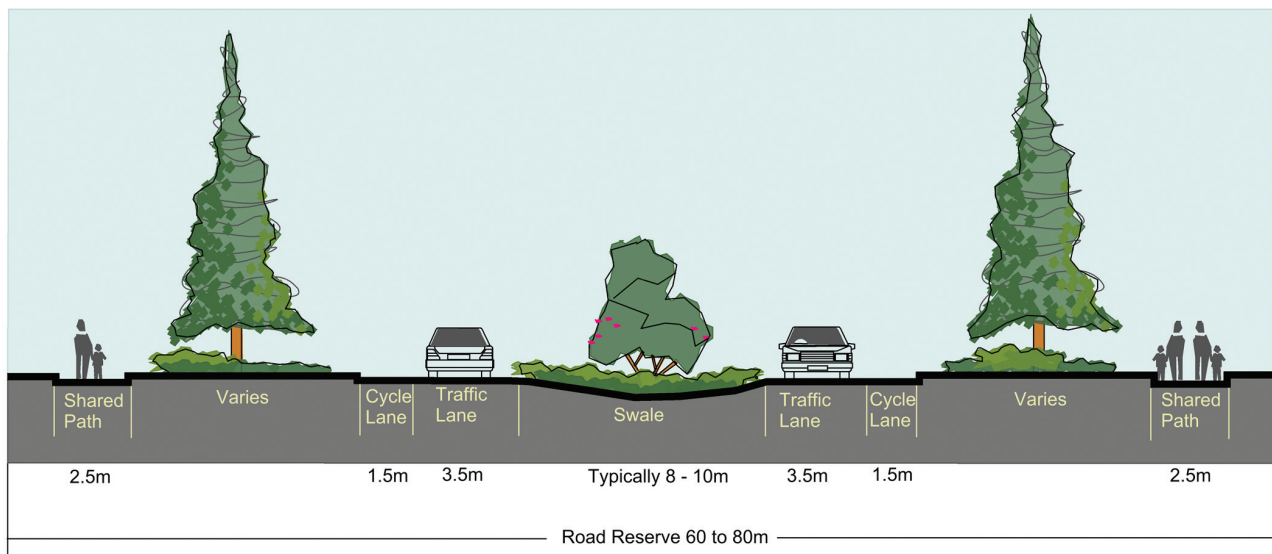 Shared
Path
Varies
Cycle
Lane
Traffic
Lane
Swale
Traffic
Lane
Cycle
Lane
Varies
Shared
Path
2.5m
1.5m
3.5m
Typically 8 - 10m
3.5m
1.5m
2.5m
Road Reserve 60 to 80m